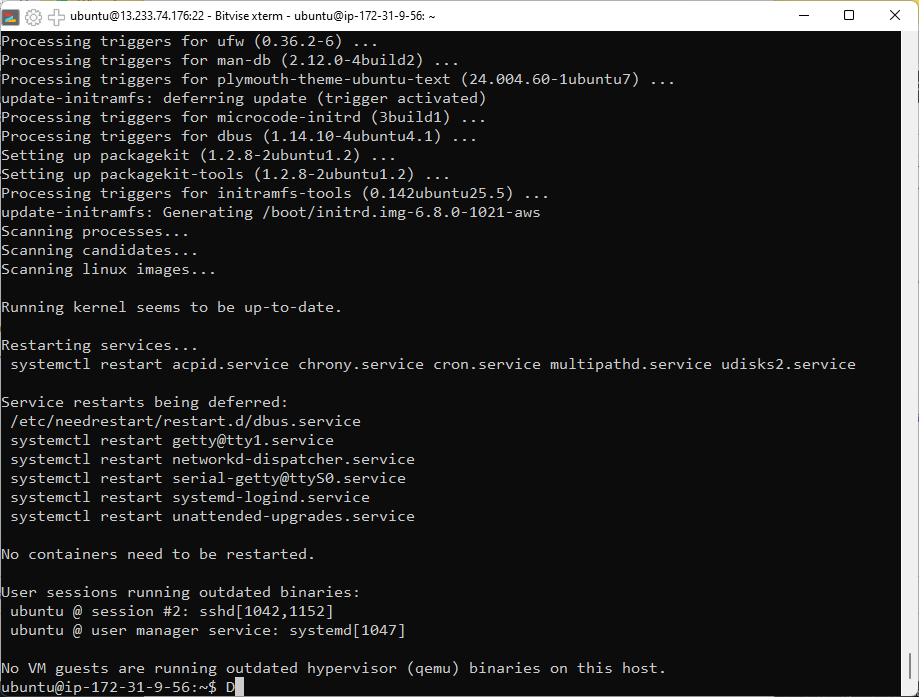 ubuntu@13.233.74.176:22 - Bitvise xterm - ubuntu@ip-172-31-9-56: ~
Processing triggers for ufw (0.36.2-6) ...
Processing triggers for man-db (2.12.0-4build2) ...
Processing triggers for plymouth-theme-ubuntu-text (24.004.60-1ubuntu7) ...
update-initramfs: deferring update (trigger activated)
Processing triggers for microcode-initrd (3build1) ...
Processing triggers for dbus (1.14.10-4ubuntu4.1) ...
Setting up packagekit (1.2.8-2ubuntu1.2) ...
Setting up packagekit-tools (1.2.8-2ubuntu1.2) ...
Processing triggers for initramfs-tools (0.142ubuntu25.5) ...
update-initramfs: Generating /boot/initrd.img-6.8.0-1021-aws
Scanning processes...
Scanning candidates...
Scanning linux images...
Running kernel seems to be up-to-date.
Restarting services...
systemctl restart acpid.service chrony.service cron.service multipathd.service udisks2.service
Service restarts being deferred:
/etc/needrestart/restart.d/dbus.service
systemctl restart getty@tty1.service
systemctl restart networkd-dispatcher.service
systemctl restart serial-getty@ttyS0.service
systemctl restart systemd-logind.service
systemctl restart unattended-upgrades.service
No containers need to be restarted.
User sessions running outdated binaries:
ubuntu @ session #2: sshd[1042,1152]
ubuntu @ user manager service: systemd[1047]
No VM guests are running outdated hypervisor (qemu) binaries on this host.
ubuntu@ip-172-31-9-56:~$ D